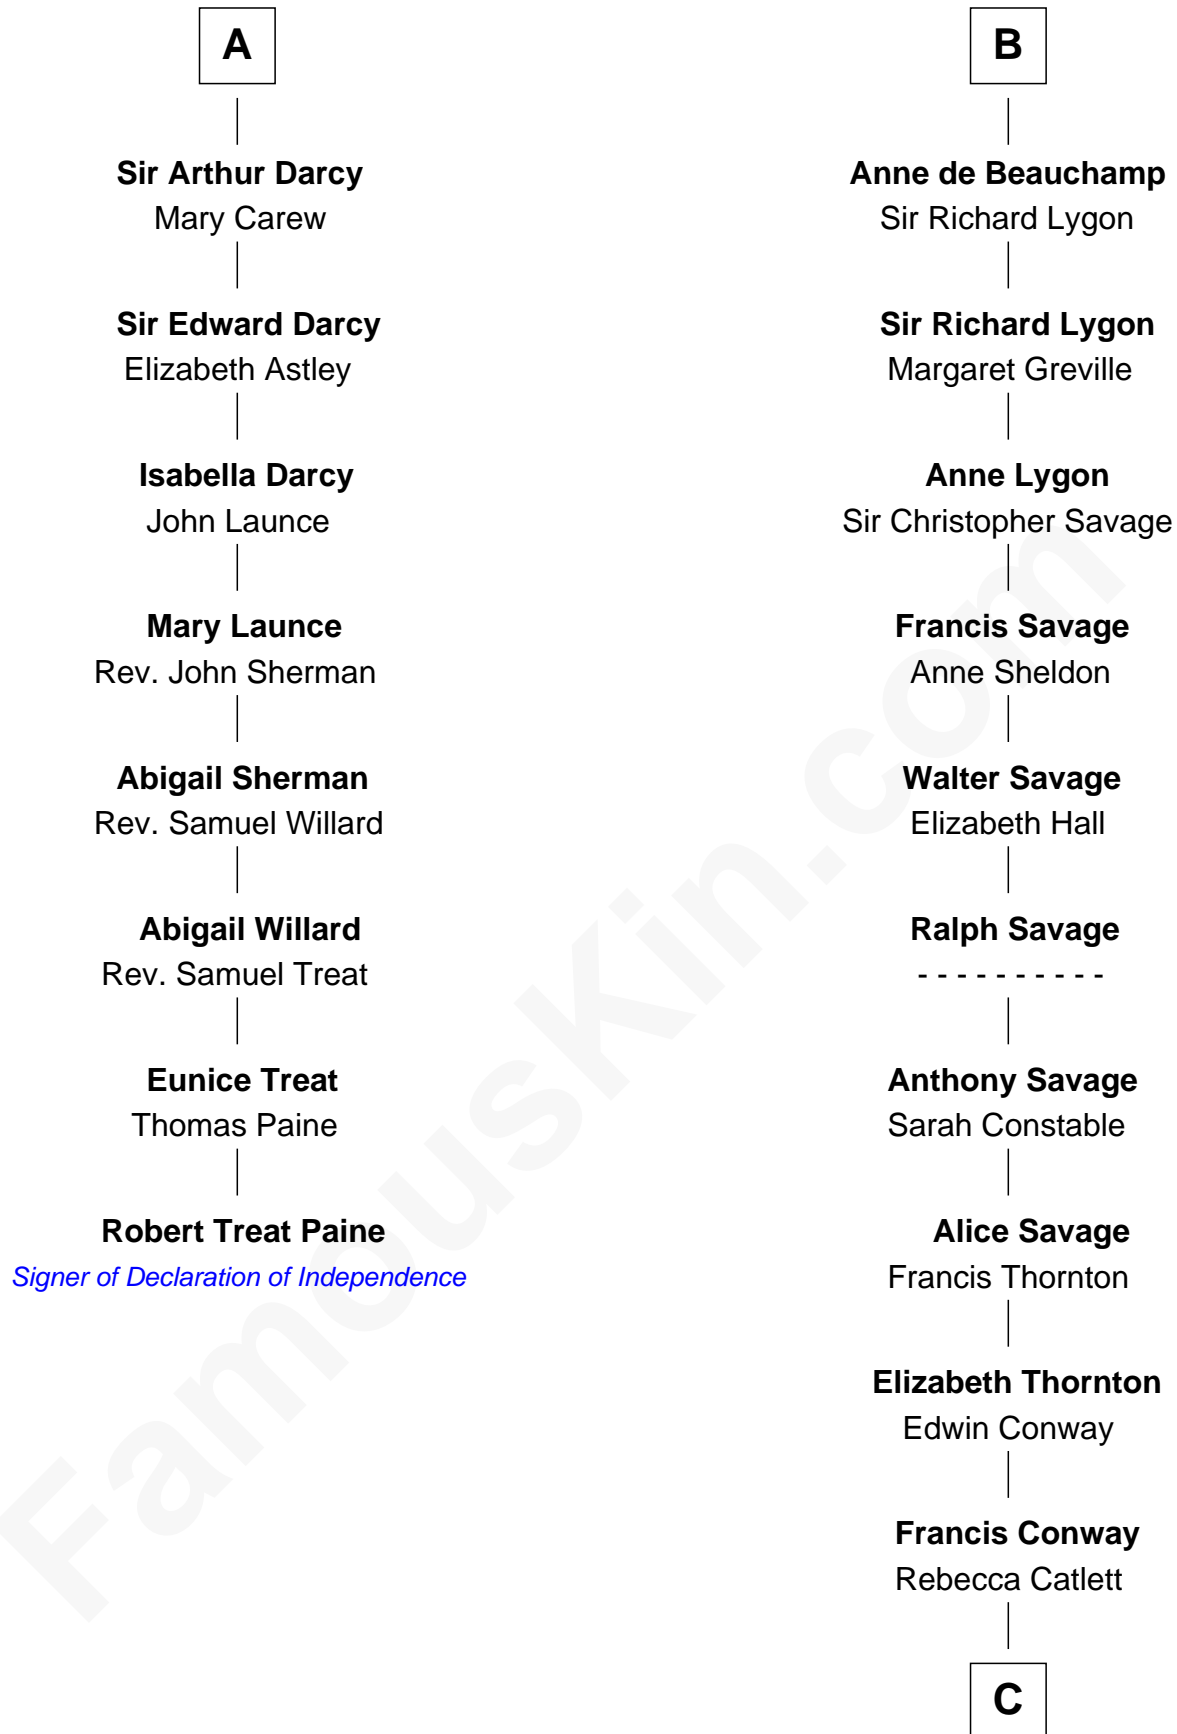 A
Sir Arthur Darcy
Mary Carew
Sir Edward Darcy
Elizabeth Astley
Isabella Darcy
John Launce
Mary Launce
Rev. John Sherman
Abigail Sherman
Rev. Samuel Willard
Abigail Willard
Rev. Samuel Treat
Eunice Treat
Thomas Paine
Robert Treat Paine
Signer of Declaration of Independence
B
Anne de Beauchamp
Sir Richard Lygon
Sir Richard Lygon
Margaret Greville
Anne Lygon
Sir Christopher Savage
Francis Savage
Anne Sheldon
Walter Savage
Elizabeth Hall
Ralph Savage
- - - - - - - - - -
Anthony Savage
Sarah Constable
Alice Savage
Francis Thornton
Elizabeth Thornton
Edwin Conway
Francis Conway
Rebecca Catlett
C
FamousKin.com